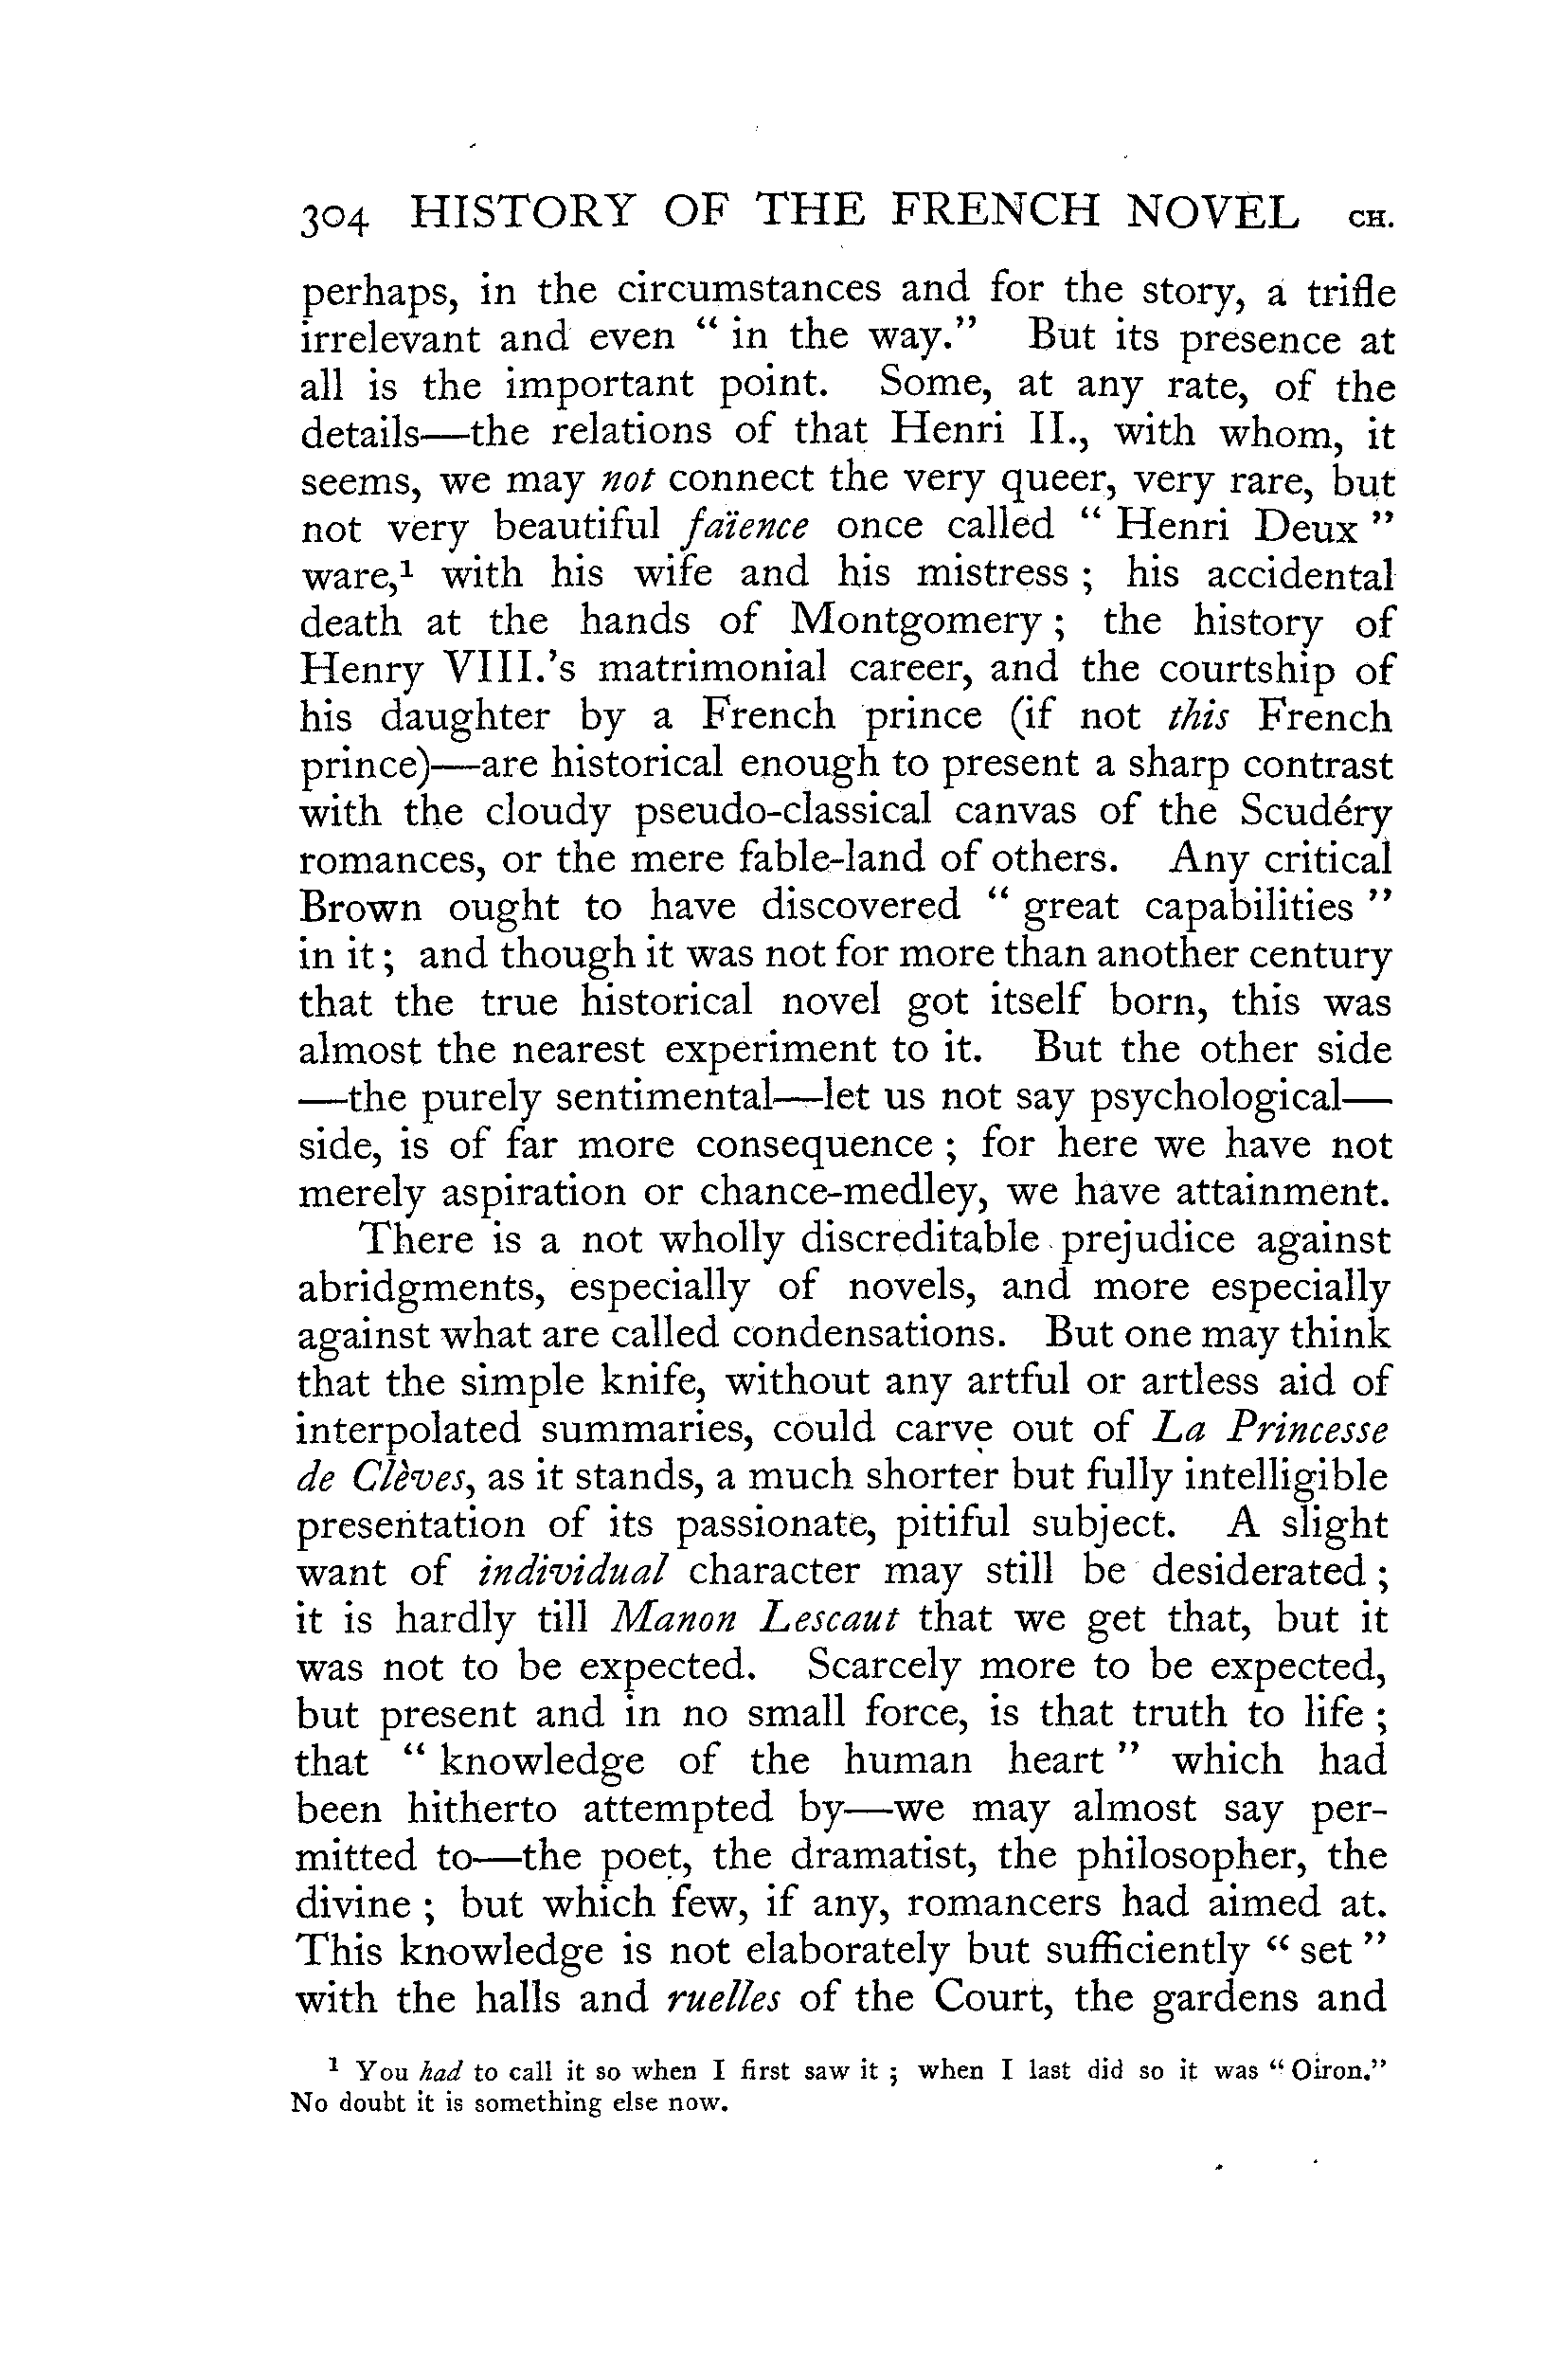 304 HISTORY OF THE FRENCH NOVEL CH.
perhaps, in the circumstances and for the story, a trifle
irrelevant and even “ in the way.” But its presence at
all is the important point. Some, at any rate, of the
details—the relations of that Henri II., with whom, it
seems, we may not connect the very queer, very rare, but
not very beautiful faïence once called “ Henri Deux ”
ware,¹ with his wife and his mistress ; his accidental
death at the hands of Montgomery ; the history of
Henry VIII.’s matrimonial career, and the courtship of
his daughter by a French prince (if not this French
prince)—are historical enough to present a sharp contrast
with the cloudy pseudo-classical canvas of the Scudéry
romances, or the mere fable-land of others. Any critical
Brown ought to have discovered “ great capabilities ”
in it ; and though it was not for more than another century
that the true historical novel got itself born, this was
almost the nearest experiment to it. But the other side
—the purely sentimental—let us not say psychological—
side, is of far more consequence ; for here we have not
merely aspiration or chance-medley, we have attainment.
There is a not wholly discreditable prejudice against
abridgments, especially of novels, and more especially
against what are called condensations. But one may think
that the simple knife, without any artful or artless aid of
interpolated summaries, could carve out of La Princesse
de Clèves, as it stands, a much shorter but fully intelligible
presentation of its passionate, pitiful subject. A slight
want of individual character may still be desiderated ;
it is hardly till Manon Lescaut that we get that, but it
was not to be expected. Scarcely more to be expected,
but present and in no small force, is that truth to life ;
that “ knowledge of the human heart ” which had
been hitherto attempted by—we may almost say per-
mitted to—the poet, the dramatist, the philosopher, the
divine ; but which few, if any, romancers had aimed at.
This knowledge is not elaborately but sufficiently “ set ”
with the halls and ruelles of the Court, the gardens and
¹ You had to call it so when I first saw it ; when I last did so it was “ Oiron.”
No doubt it is something else now.